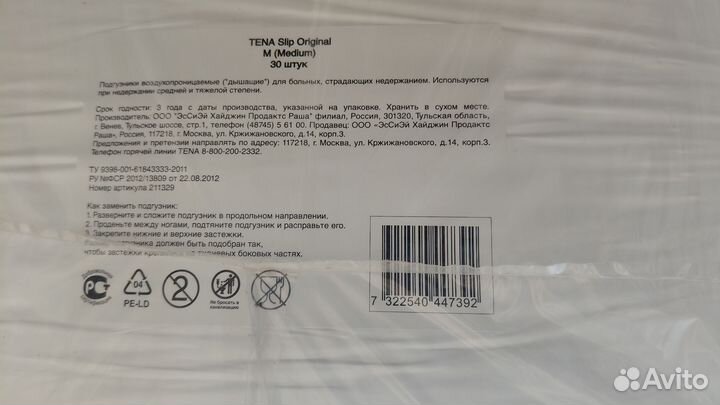 TENA Slip Original
M (Medium)
30 штук
Подгузники воздухопроницаемые ("дышащие") для больных, страдающих недержанием. Используются
при недержании средней и тяжелой степени.
Срок годности: 3 года с даты производства, указанной на упаковке. Хранить в сухом месте.
Производитель: ООО "ЭсСиЭй Хайджин Продактс Раша" филиал, Россия, 301320, Тульская область,
г. Венев, Тульское шоссе, стр.1, телефон (48745) 5 61 00. Продавец: ООО «ЭсСиЭй Хайджин Продактс
Раша», Россия, 117218, г. Москва, ул. Кржижановского, д.14, корп.3.
Предложения и претензии направлять по адресу: 117218, г. Москва, ул. Кржижановского, д.14, корп.3.
Телефон горячей линии TENA 8-800-200-2332.
ТУ 9398-001-61843333-2011
РУ №ФСР 2012/13809 от 22.08.2012
Номер артикула 211329
Как заменить подгузник:
1. Разверните и сложите подгузник в продольном направлении.
2. Проденьте между ногами, подтяните подгузник и расправьте его.
3. Закрепите нижние и верхние застежки.
подгузника должен быть подобран так,
чтобы застежки на боковых частях.
РСТ
04
PE-LD
2
Не бросать в
канализацию
7 322540 447392
Avito